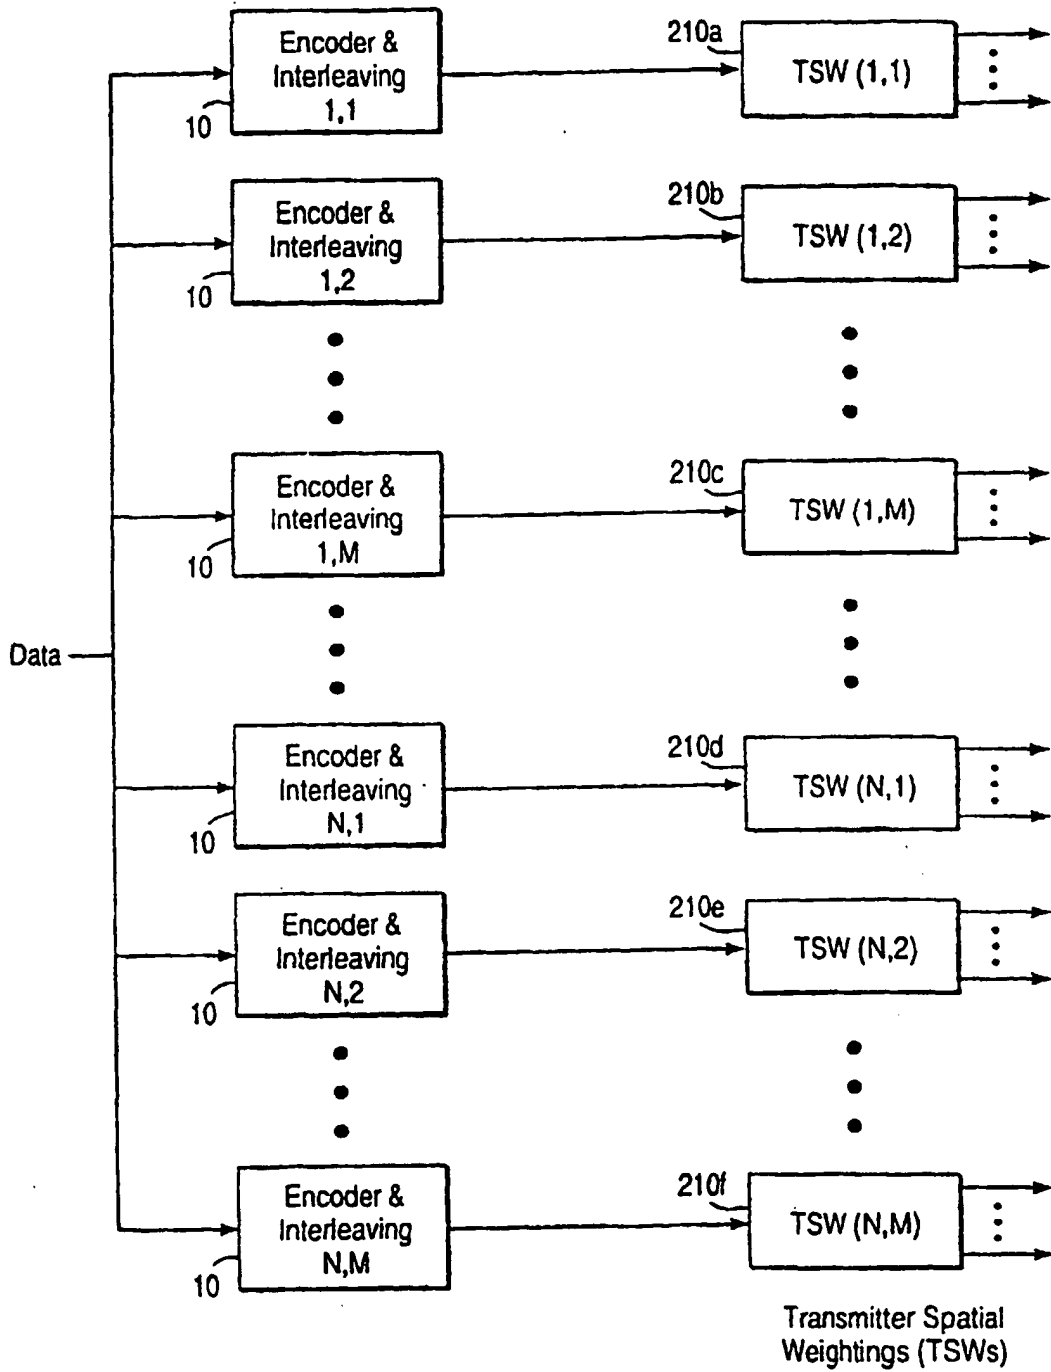 Encoder &
Interleaving
1,1
10
210a
TSW (1,1)
Encoder &
Interleaving
1,2
10
210b
TSW (1,2)
Encoder &
Interleaving
1,M
10
210c
TSW (1,M)
Data
Encoder &
Interleaving
N,1
10
210d
TSW (N,1)
Encoder &
Interleaving
N,2
10
210e
TSW (N,2)
Encoder &
Interleaving
N,M
10
210f
TSW (N,M)
Transmitter Spatial
Weightings (TSWs)